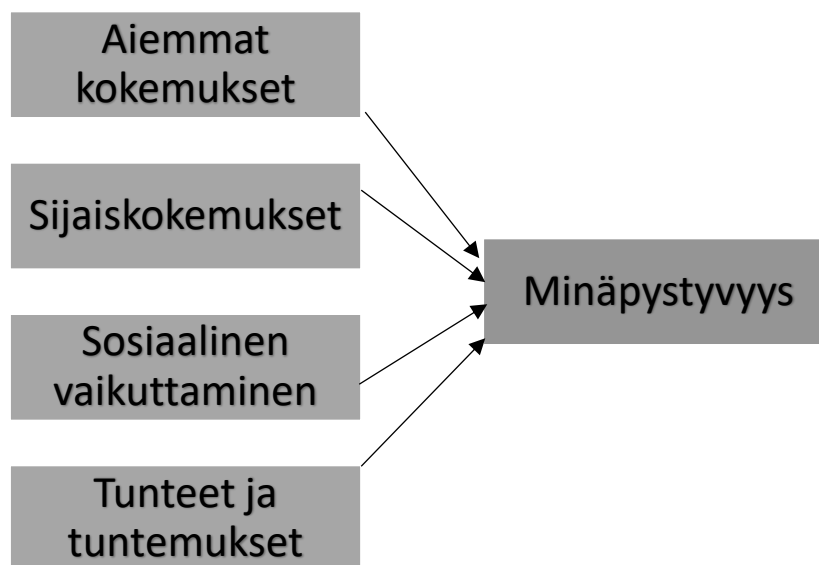 Aiemmat
kokemukset
Sijaiskokemukset
Sosiaalinen
vaikuttaminen
Tunteet ja
tuntemukset
Minäpystyvyys